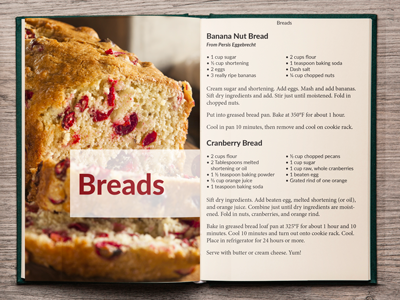 Breads
Breads
Banana Nut Bread
From Persis Eggebrecht
• 1 cup sugar
• ½ cup shortening
• 2 eggs
• 3 really ripe bananas
• 2 cups flour
• 1 teaspoon baking soda
• Dash salt
• ¾ cup chopped nuts
Cream sugar and shortening. Add eggs. Mash and add bananas.
Sift dry ingredients and add. Stir just until moistened. Fold in
chopped nuts.
Put into greased bread pan. Bake at 350°F for about 1 hour.
Cool in pan 10 minutes, then remove and cool on cookie rack.
Cranberry Bread
• 2 cups flour
• 2 Tablespoons melted
shortening or oil
• 1 ½ teaspoon baking powder
• ½ cup orange juice
• 1 teaspoon baking soda
• ½ cup chopped pecans
• 1 cup sugar
• 1 cup raw, whole cranberries
• 1 beaten egg
• Grated rind of one orange
Sift dry ingredients. Add beaten egg, melted shortening (or oil),
and orange juice. Combine just until dry ingredients are moist-
ened. Fold in nuts, cranberries, and orange rind.
Bake in greased bread loaf pan at 325°F for about 1 hour and 10
minutes. Cool 10 minutes and turn out onto cookie rack. Cool.
Place in refrigerator for 24 hours or more.
Serve with butter or cream cheese. Yum!